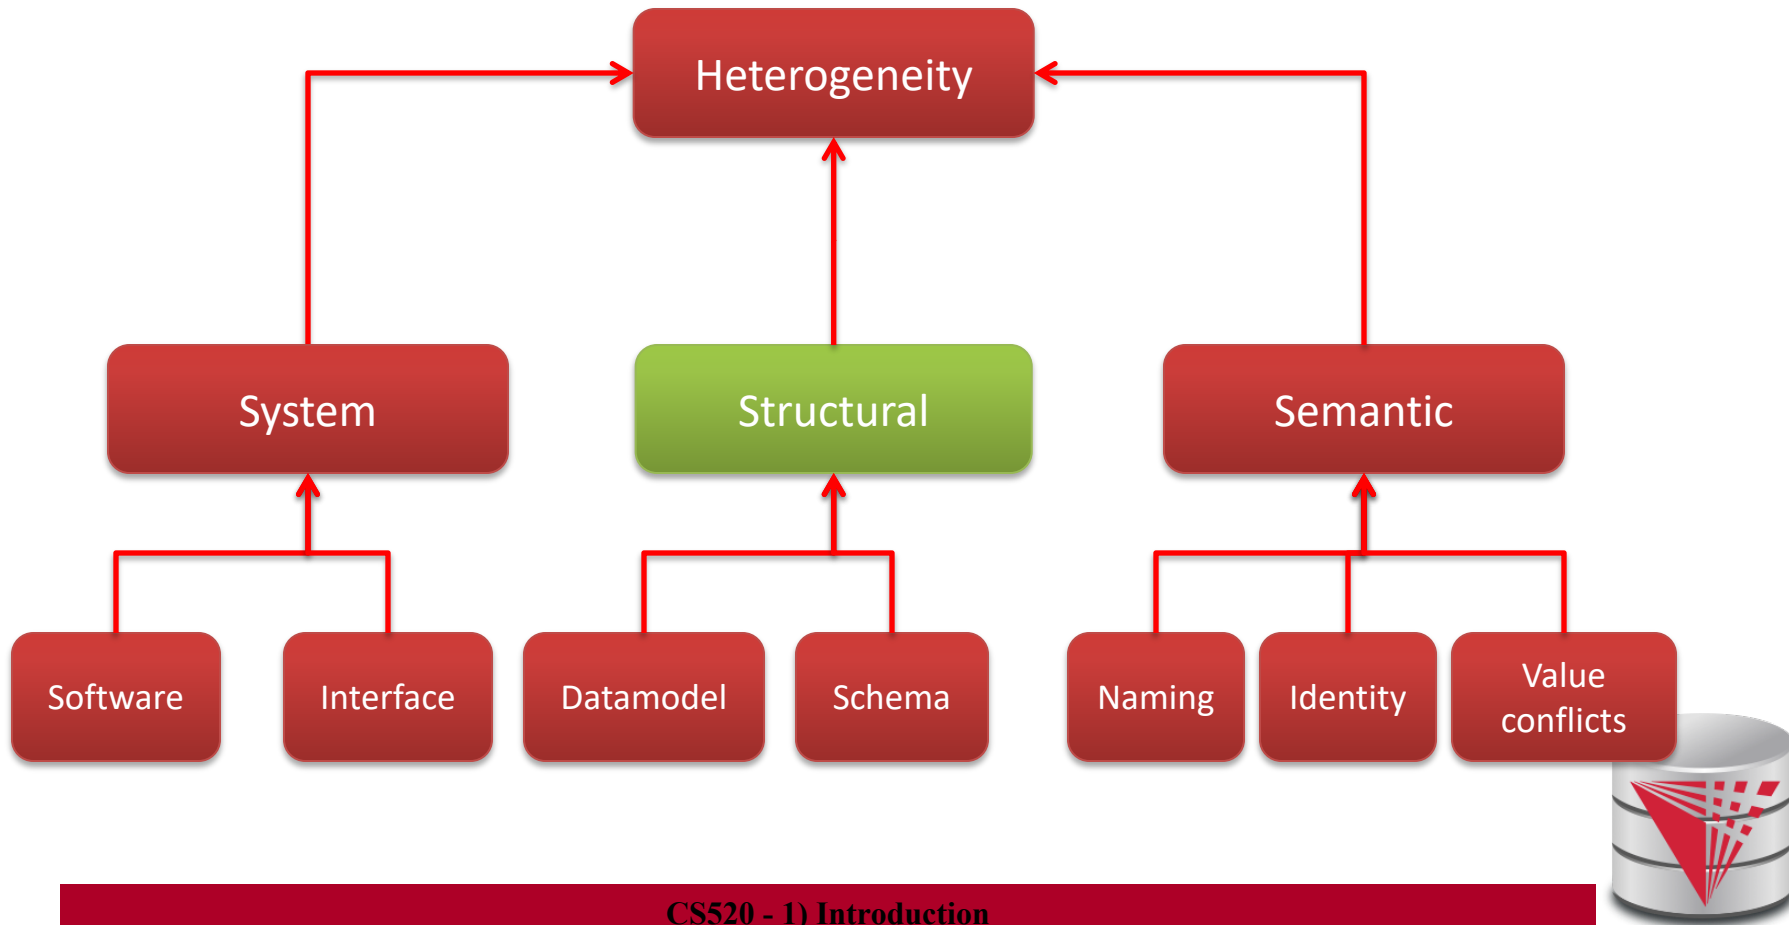 Heterogeneity
System
Structural
Semantic
Software
Interface
Datamodel
Schema
Naming
Identity
Value
conflicts
CS520 - 1) Introduction